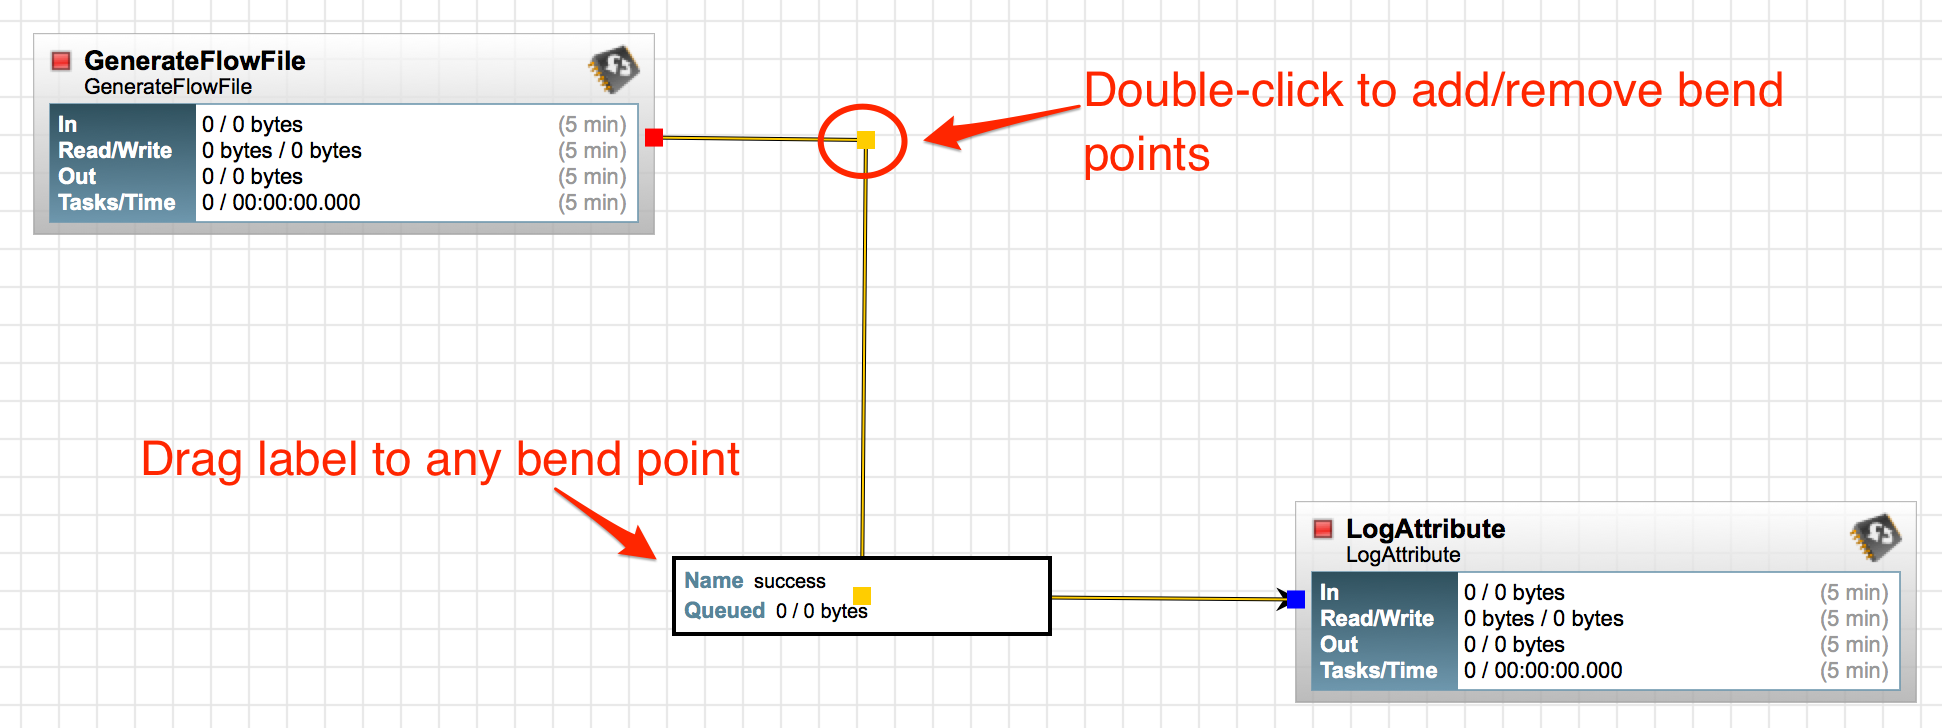 GenerateFlowFile
GenerateFlowFile
In 0 / 0 bytes (5 min)
Read/Write 0 bytes / 0 bytes (5 min)
Out 0 / 0 bytes (5 min)
Tasks/Time 0 / 00:00:00.000 (5 min)
Double-click to add/remove bend
points
Drag label to any bend point
Name success
Queued 0 / 0 bytes
LogAttribute
LogAttribute
In 0 / 0 bytes (5 min)
Read/Write 0 bytes / 0 bytes (5 min)
Out 0 / 0 bytes (5 min)
Tasks/Time 0 / 00:00:00.000 (5 min)